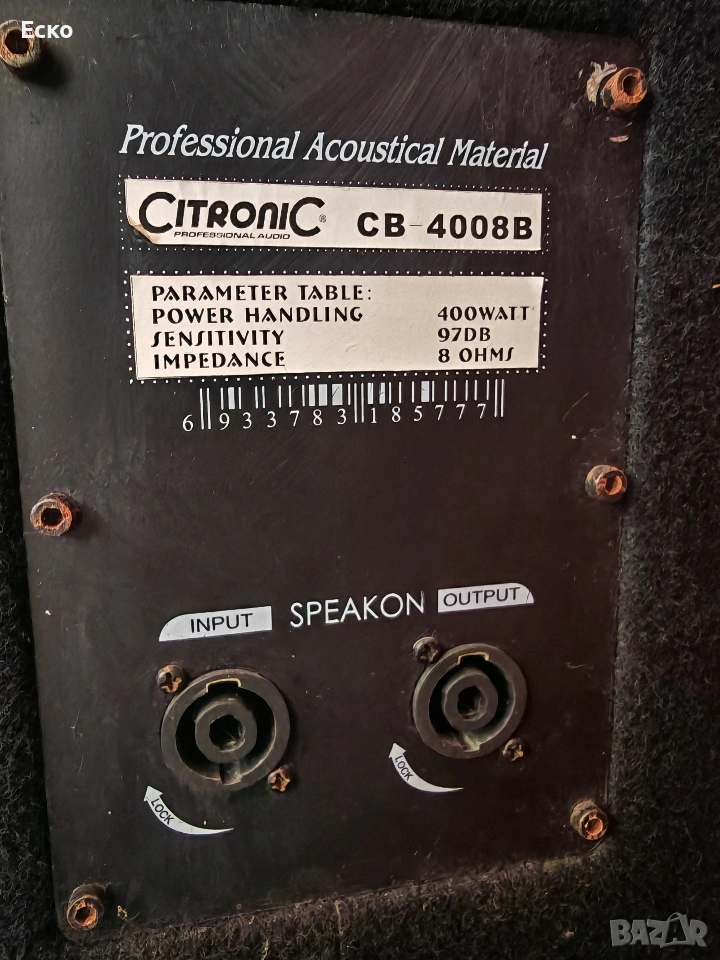 Ecko
Professional Acoustical Material
CITRONIC® CB-4008B
PROFESSIONAL AUDIO
PARAMETER TABLE:
POWER HANDLING 400WATT
SENSITIVITY 97DB
IMPEDANCE 8 OHMS
6 933783 185777
INPUT SPEAKON OUTPUT
LOCK LOCK
BAZAR